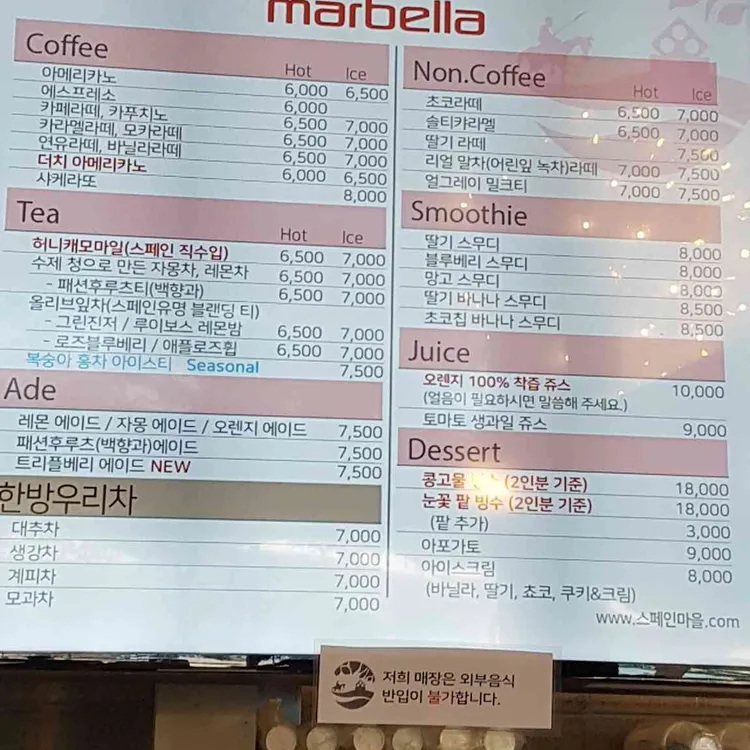 marbella
Coffee Hot Ice
아메리카노 6,000 6,500
에스프레소 6,000
카페라떼, 카푸치노 6,500 7,000
카라멜라떼, 모카라떼 6,500 7,000
연유라떼, 바닐라라떼 6,500 7,000
더치 아메리카노 6,000 6,500
샤케라또 8,000
Tea Hot Ice
허니캐모마일(스페인 직수입) 6,500 7,000
수제 청으로 만든 자몽차, 레몬차 6,500 7,000
- 패션후루츠티(백향과) 6,500 7,000
올리브잎차(스페인유명 블랜딩 티)
- 그린진저 / 루이보스 레몬밤 6,500 7,000
- 로즈블루베리 / 애플로즈휩 6,500 7,000
복숭아 홍차 아이스티 Seasonal 7,500
Ade
레몬 에이드 / 자몽 에이드 / 오렌지 에이드 7,500
패션후루츠(백향과)에이드 7,500
트리플베리 에이드 NEW 7,500
한방우리차
대추차 7,000
생강차 7,000
계피차 7,000
모과차 7,000
Non.Coffee Hot Ice
초코라떼 6,500 7,000
솔티캬라멜 6,500 7,000
딸기 라떼 7,500
리얼 말차(어린잎 녹차)라떼 7,000 7,500
얼그레이 밀크티 7,000 7,500
Smoothie
딸기 스무디 8,000
블루베리 스무디 8,000
망고 스무디 8,000
딸기 바나나 스무디 8,500
초코칩 바나나 스무디 8,500
Juice
오렌지 100% 착즙 쥬스 10,000
(얼음이 필요하시면 말씀해 주세요.)
토마토 생과일 쥬스 9,000
Dessert
콩고물 (2인분 기준) 18,000
눈꽃 팥 빙수 (2인분 기준) 18,000
(팥 추가) 3,000
아포가토 9,000
아이스크림 8,000
(바닐라, 딸기, 쵸코, 쿠키&크림)
www.스페인마을.com
저희 매장은 외부음식
반입이 불가합니다.